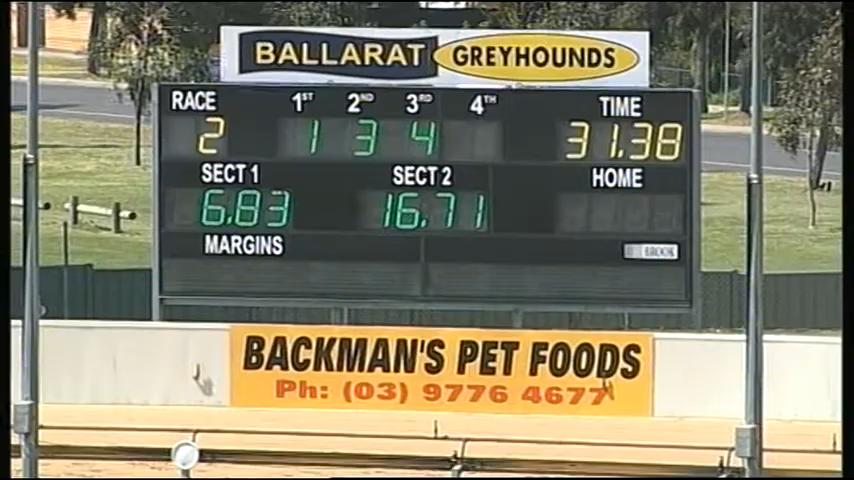 BALLARAT GREYHOUNDS
RACE 1ST 2ND 3RD 4TH TIME
2 1 3 4 31.38
SECT 1 SECT 2 HOME
6.83 16.71
MARGINS
BACKMAN'S PET FOODS
Ph: (03) 9776 4677